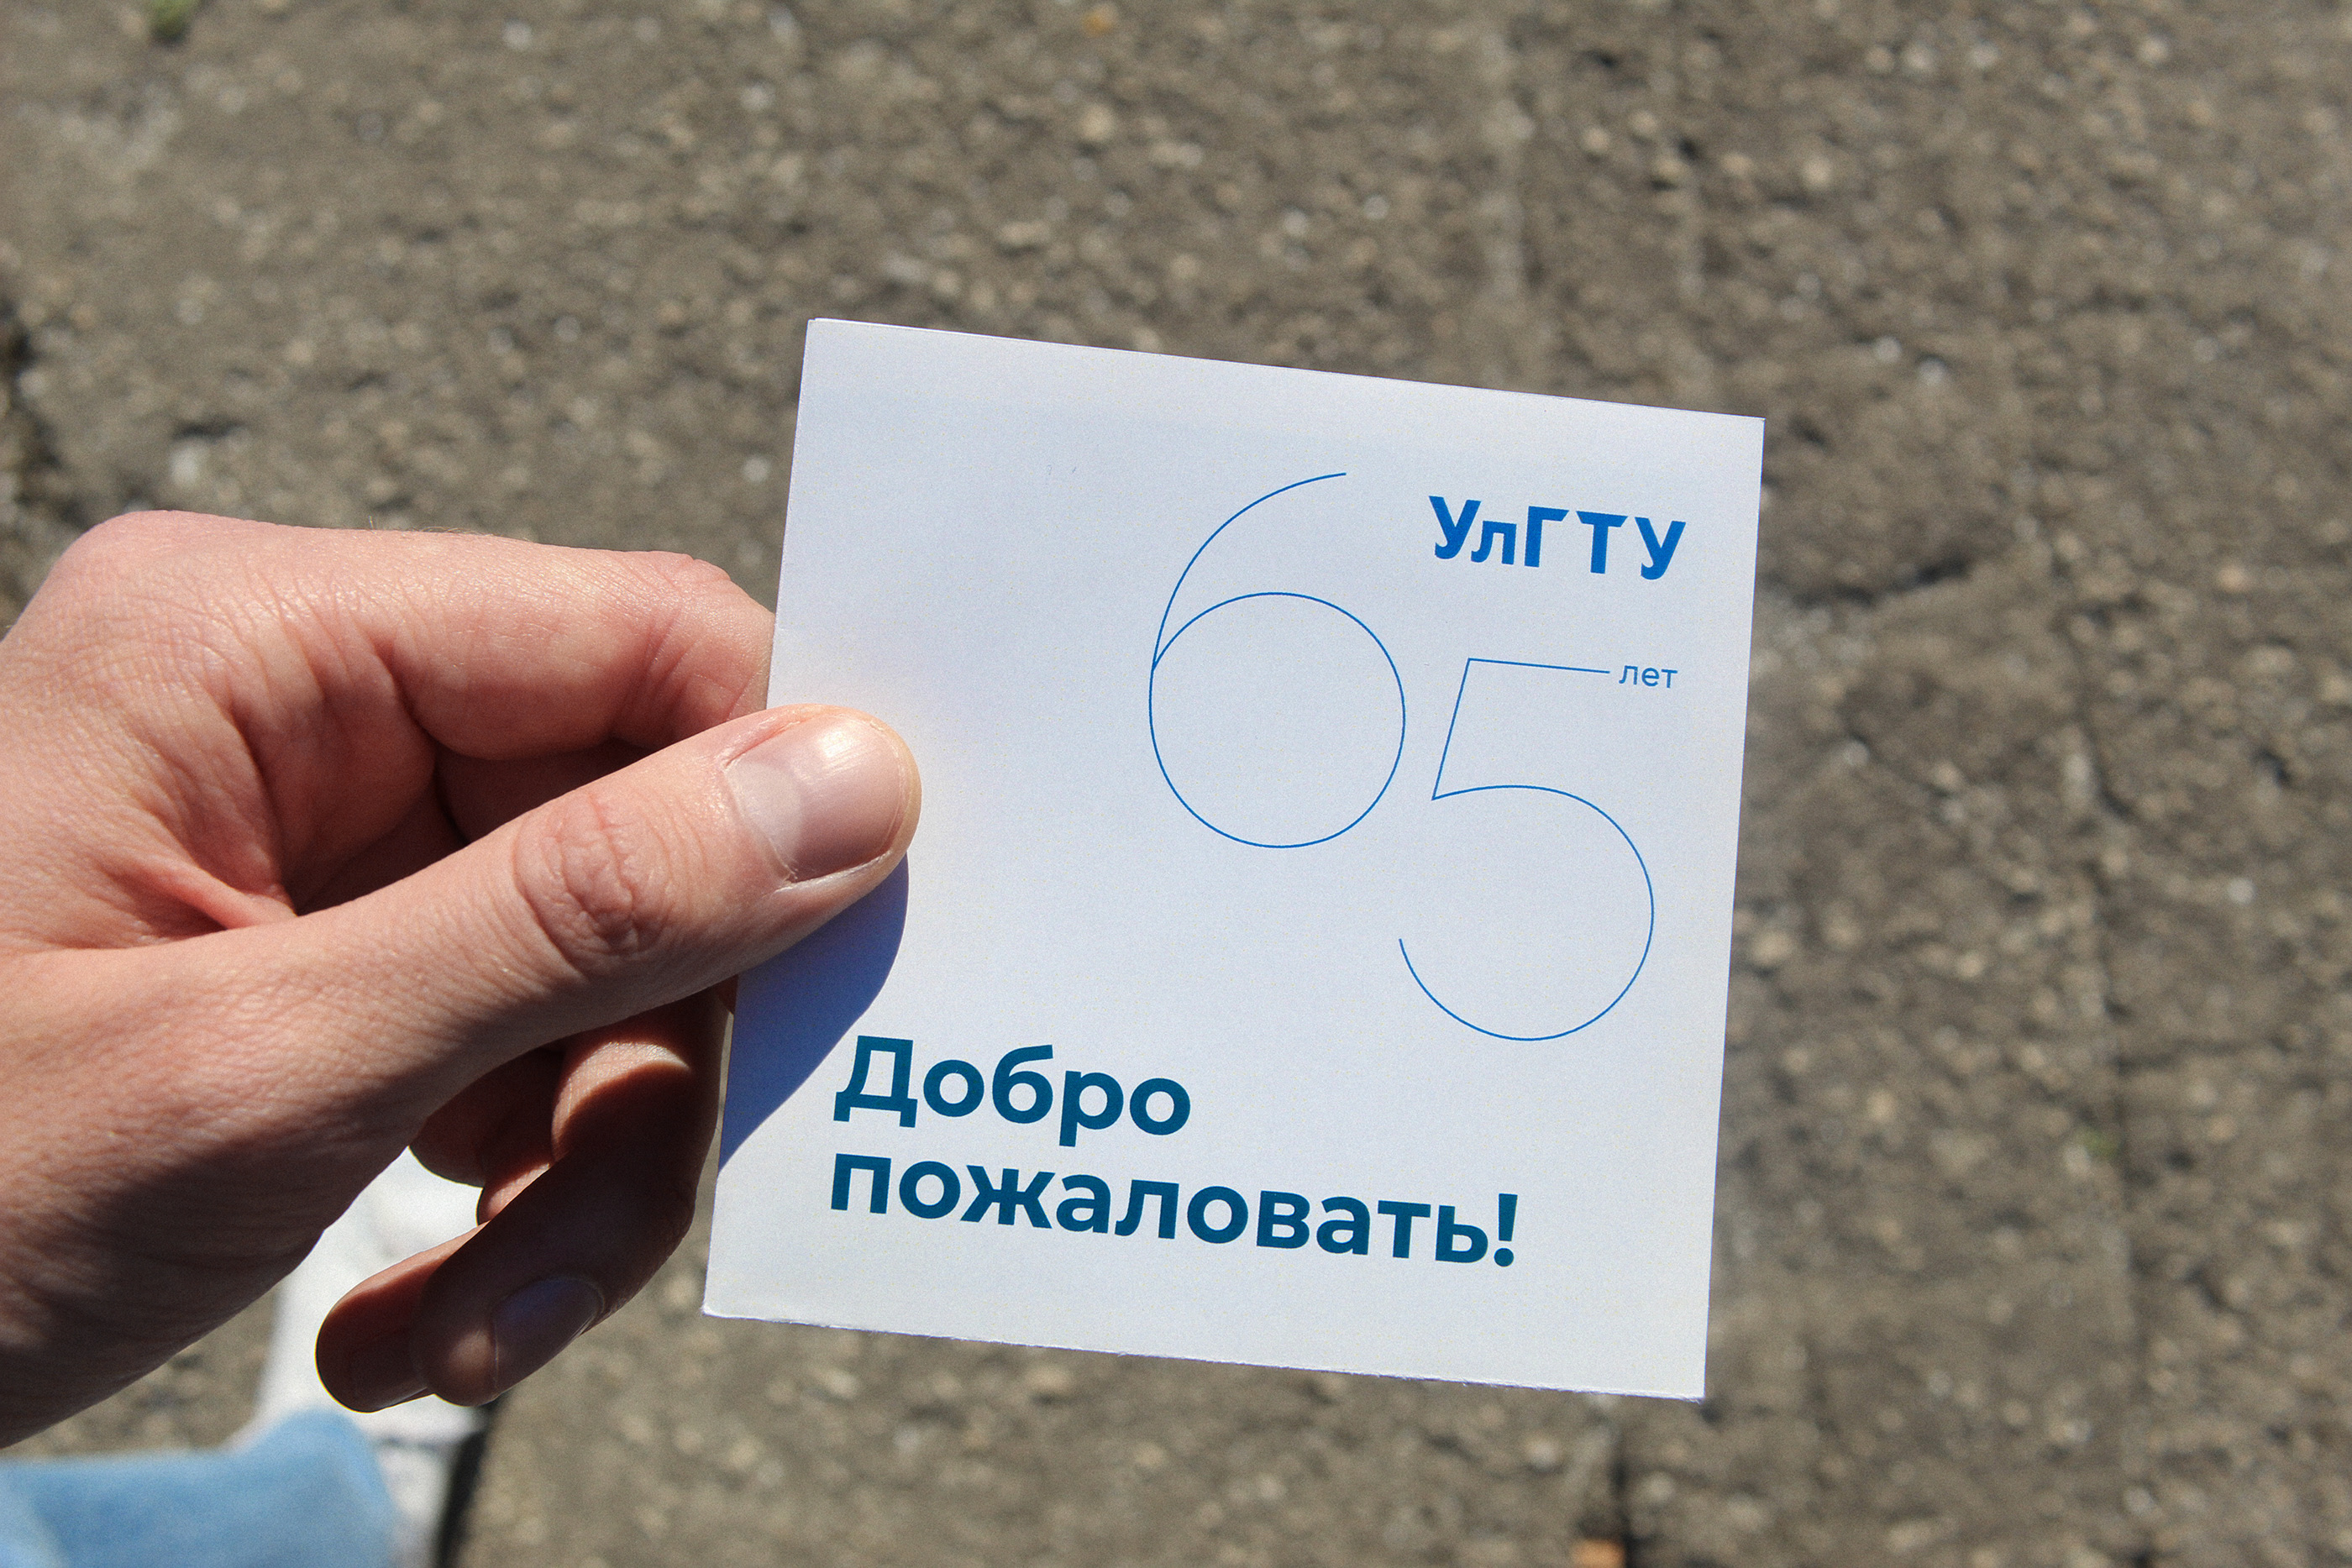 УлГТУ
65 лет
Добро
пожаловать!